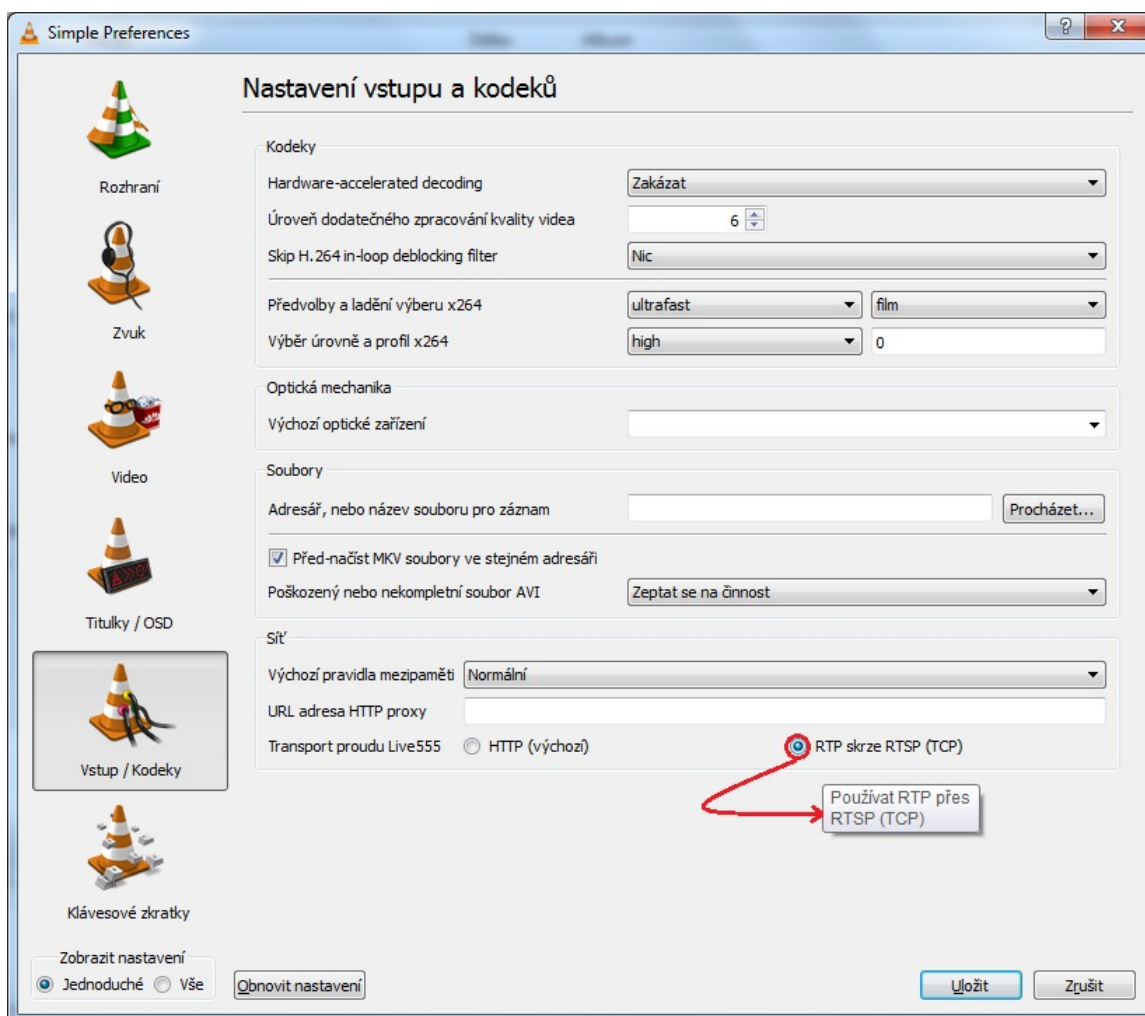 Simple Preferences
Délka Album
Nastavení vstupu a kodeků
Rozhraní
Zvuk
Video
Titulky / OSD
Vstup / Kodeky
Klávesové zkratky
Kodeky
Hardware-accelerated decoding Zakázat
Úroveň dodatečného zpracování kvality videa 6
Skip H.264 in-loop deblocking filter Nic
Předvolby a ladění výberu x264 ultrafast film
Výběr úrovně a profil x264 high 0
Optická mechanika
Výchozí optické zařízení
Soubory
Adresář, nebo název souboru pro záznam Procházet...
Před-načíst MKV soubory ve stejném adresáři
Poškozený nebo nekompletní soubor AVI Zeptat se na činnost
Síť
Výchozí pravidla mezipaměti Normální
URL adresa HTTP proxy
Transport proudu Live555 HTTP (výchozí) RTP skrze RTSP (TCP)
Používat RTP přes
RTSP (TCP)
Zobrazit nastavení
Jednoduché Vše
Obnovit nastavení
Uložit
Zrušit